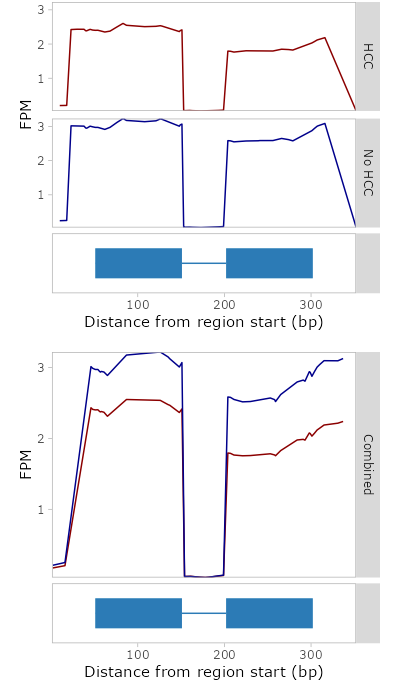 3
2
1
HCC
FPM
3
2
1
No HCC
100 200 300
Distance from region start (bp)
3
2
1
FPM
Combined
100 200 300
Distance from region start (bp)